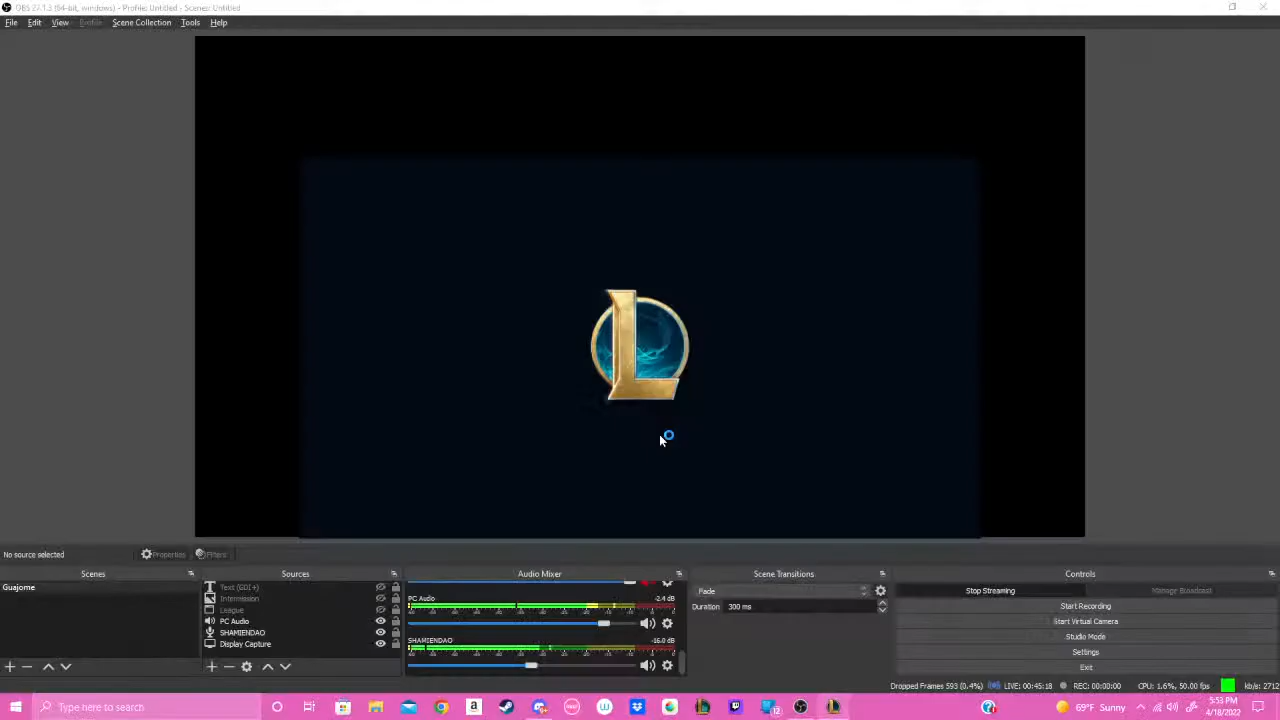 OBS 27.1.3 (64-bit, windows) - Profile: Untitled - Scenes: Untitled
File Edit View Profile Scene Collection Tools Help
No source selected Properties Filters
Scenes Sources Audio Mixer Scene Transitions Controls
Guajome
Text (GDI+)
Intermission
League
PC Audio
SHAMIENDAO
Display Capture
PC Audio -2.4 dB
SHAMIENDAO -16.0 dB
Fade
Duration 300 ms
Stop Streaming Manage Broadcast
Start Recording
Start Virtual Camera
Studio Mode
Settings
Exit
Dropped Frames 593 (0.4%) LIVE: 00:45:18 REC: 00:00:00 CPU: 1.6%, 50.00 fps kb/s: 2712
Type here to search
12
69°F Sunny
5:53 PM
4/18/2022